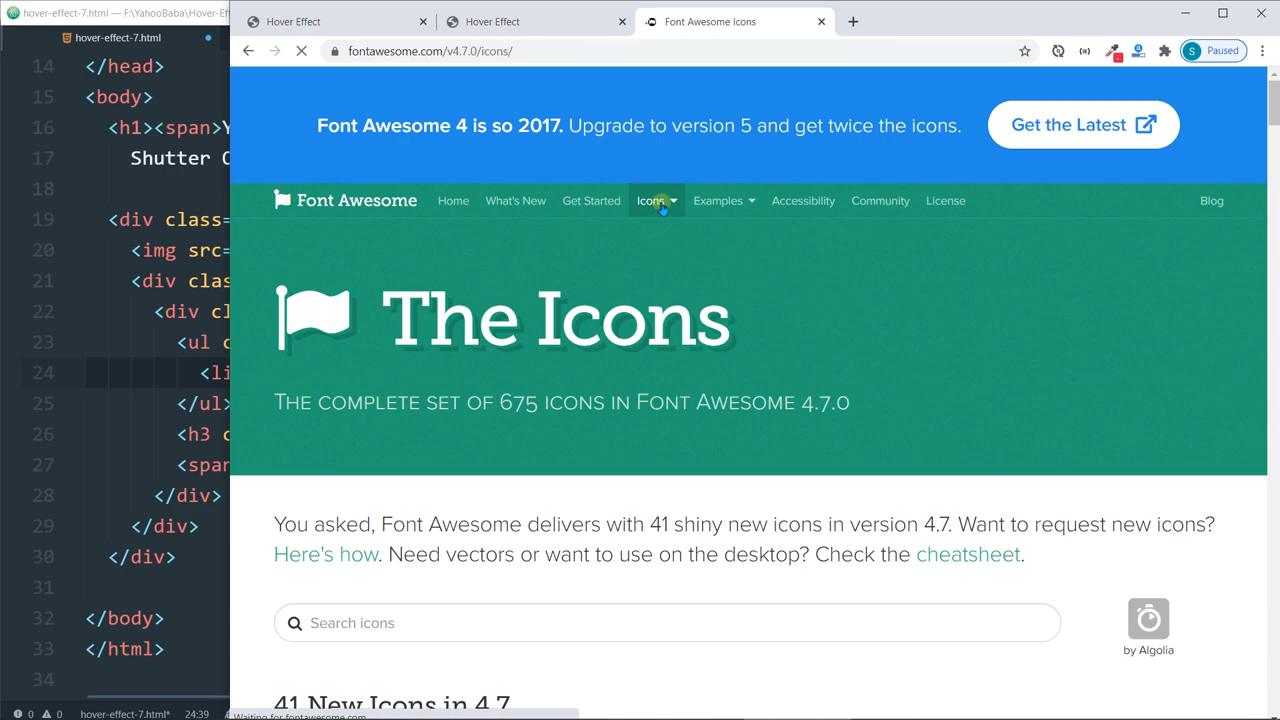 hover-effect-7.html — F:\YahooBaba\Hover-Ef
hover-effect-7.html
14 </head>
15 <body>
16 <h1><span>Y
17 Shutter O
18
19 <div class=
20 <img src=
21 <div clas
22 <div cl
23 <ul c
24 <li
25 </ul>
26 <h3 c
27 <span
28 </div>
29 </div>
30 </div>
31
32 </body>
33 </html>
34
0 0 hover-effect-7.html* 24:39
Hover Effect
Hover Effect
Font Awesome Icons
fontawesome.com/v4.7.0/icons/
S Paused
Font Awesome 4 is so 2017. Upgrade to version 5 and get twice the icons.
Get the Latest
Font Awesome Home What's New Get Started Icons Examples Accessibility Community License Blog
The Icons
The complete set of 675 icons in Font Awesome 4.7.0
You asked, Font Awesome delivers with 41 shiny new icons in version 4.7. Want to request new icons?
Here's how. Need vectors or want to use on the desktop? Check the cheatsheet.
Search icons
by Algolia
41 New Icons in 4.7
Waiting for fontawesome.com